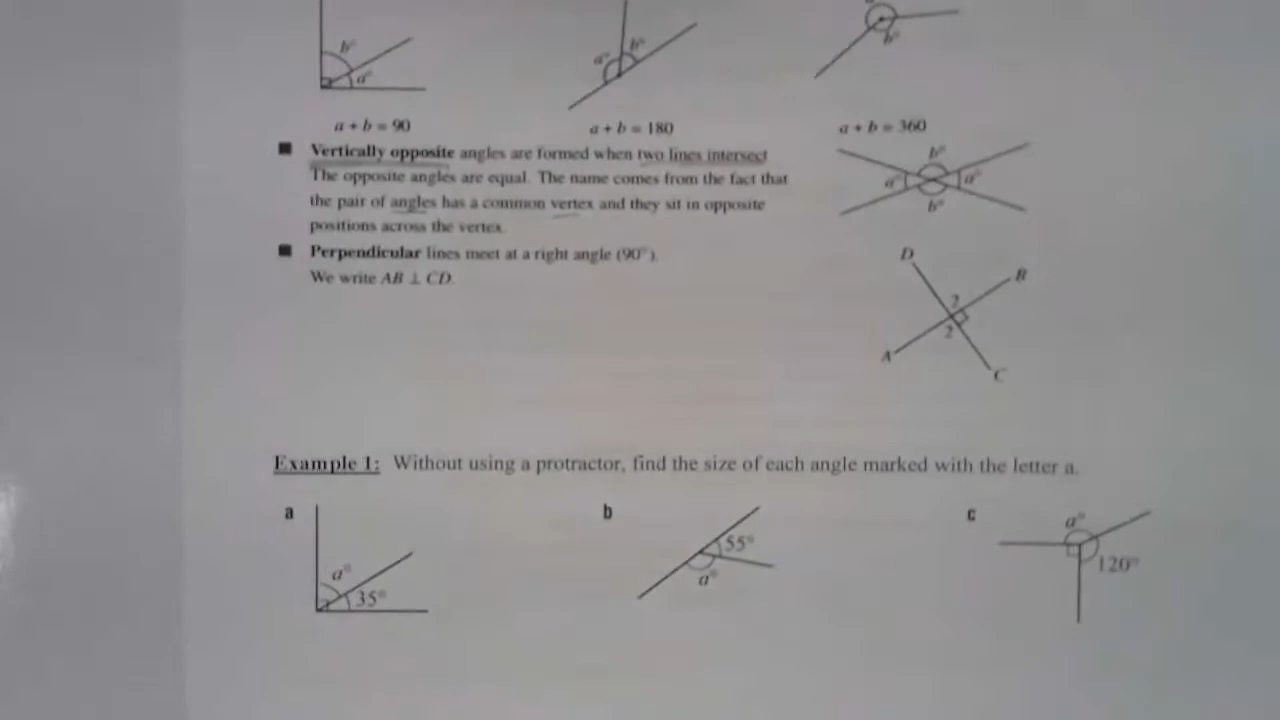 b°
a°
a°
b°
b°
a + b = 90
a + b = 180
a + b = 360
■ Vertically opposite angles are formed when two lines intersect
The opposite angles are equal. The name comes from the fact that
the pair of angles has a common vertex and they sit in opposite
positions across the vertex.
b°
a°
a°
b°
■ Perpendicular lines meet at a right angle (90°).
We write AB ⊥ CD.
D
B
A
C
Example 1: Without using a protractor, find the size of each angle marked with the letter a.
a
a°
35°
b
55°
a°
c
a°
120°